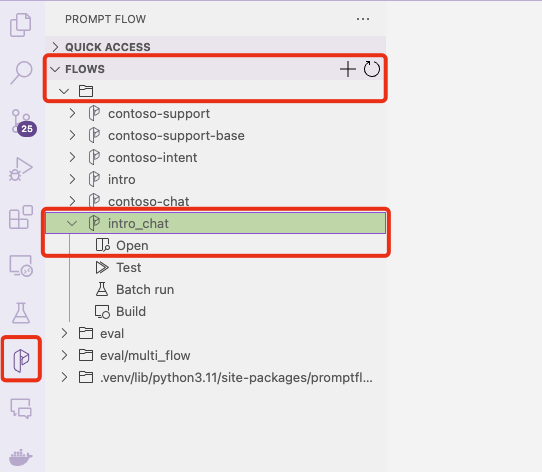 PROMPT FLOW
QUICK ACCESS
FLOWS
contoso-support
contoso-support-base
25
contoso-intent
intro
contoso-chat
intro_chat
Open
Test
Batch run
Build
eval
eval/multi_flow
.venv/lib/python3.11/site-packages/promptfl...